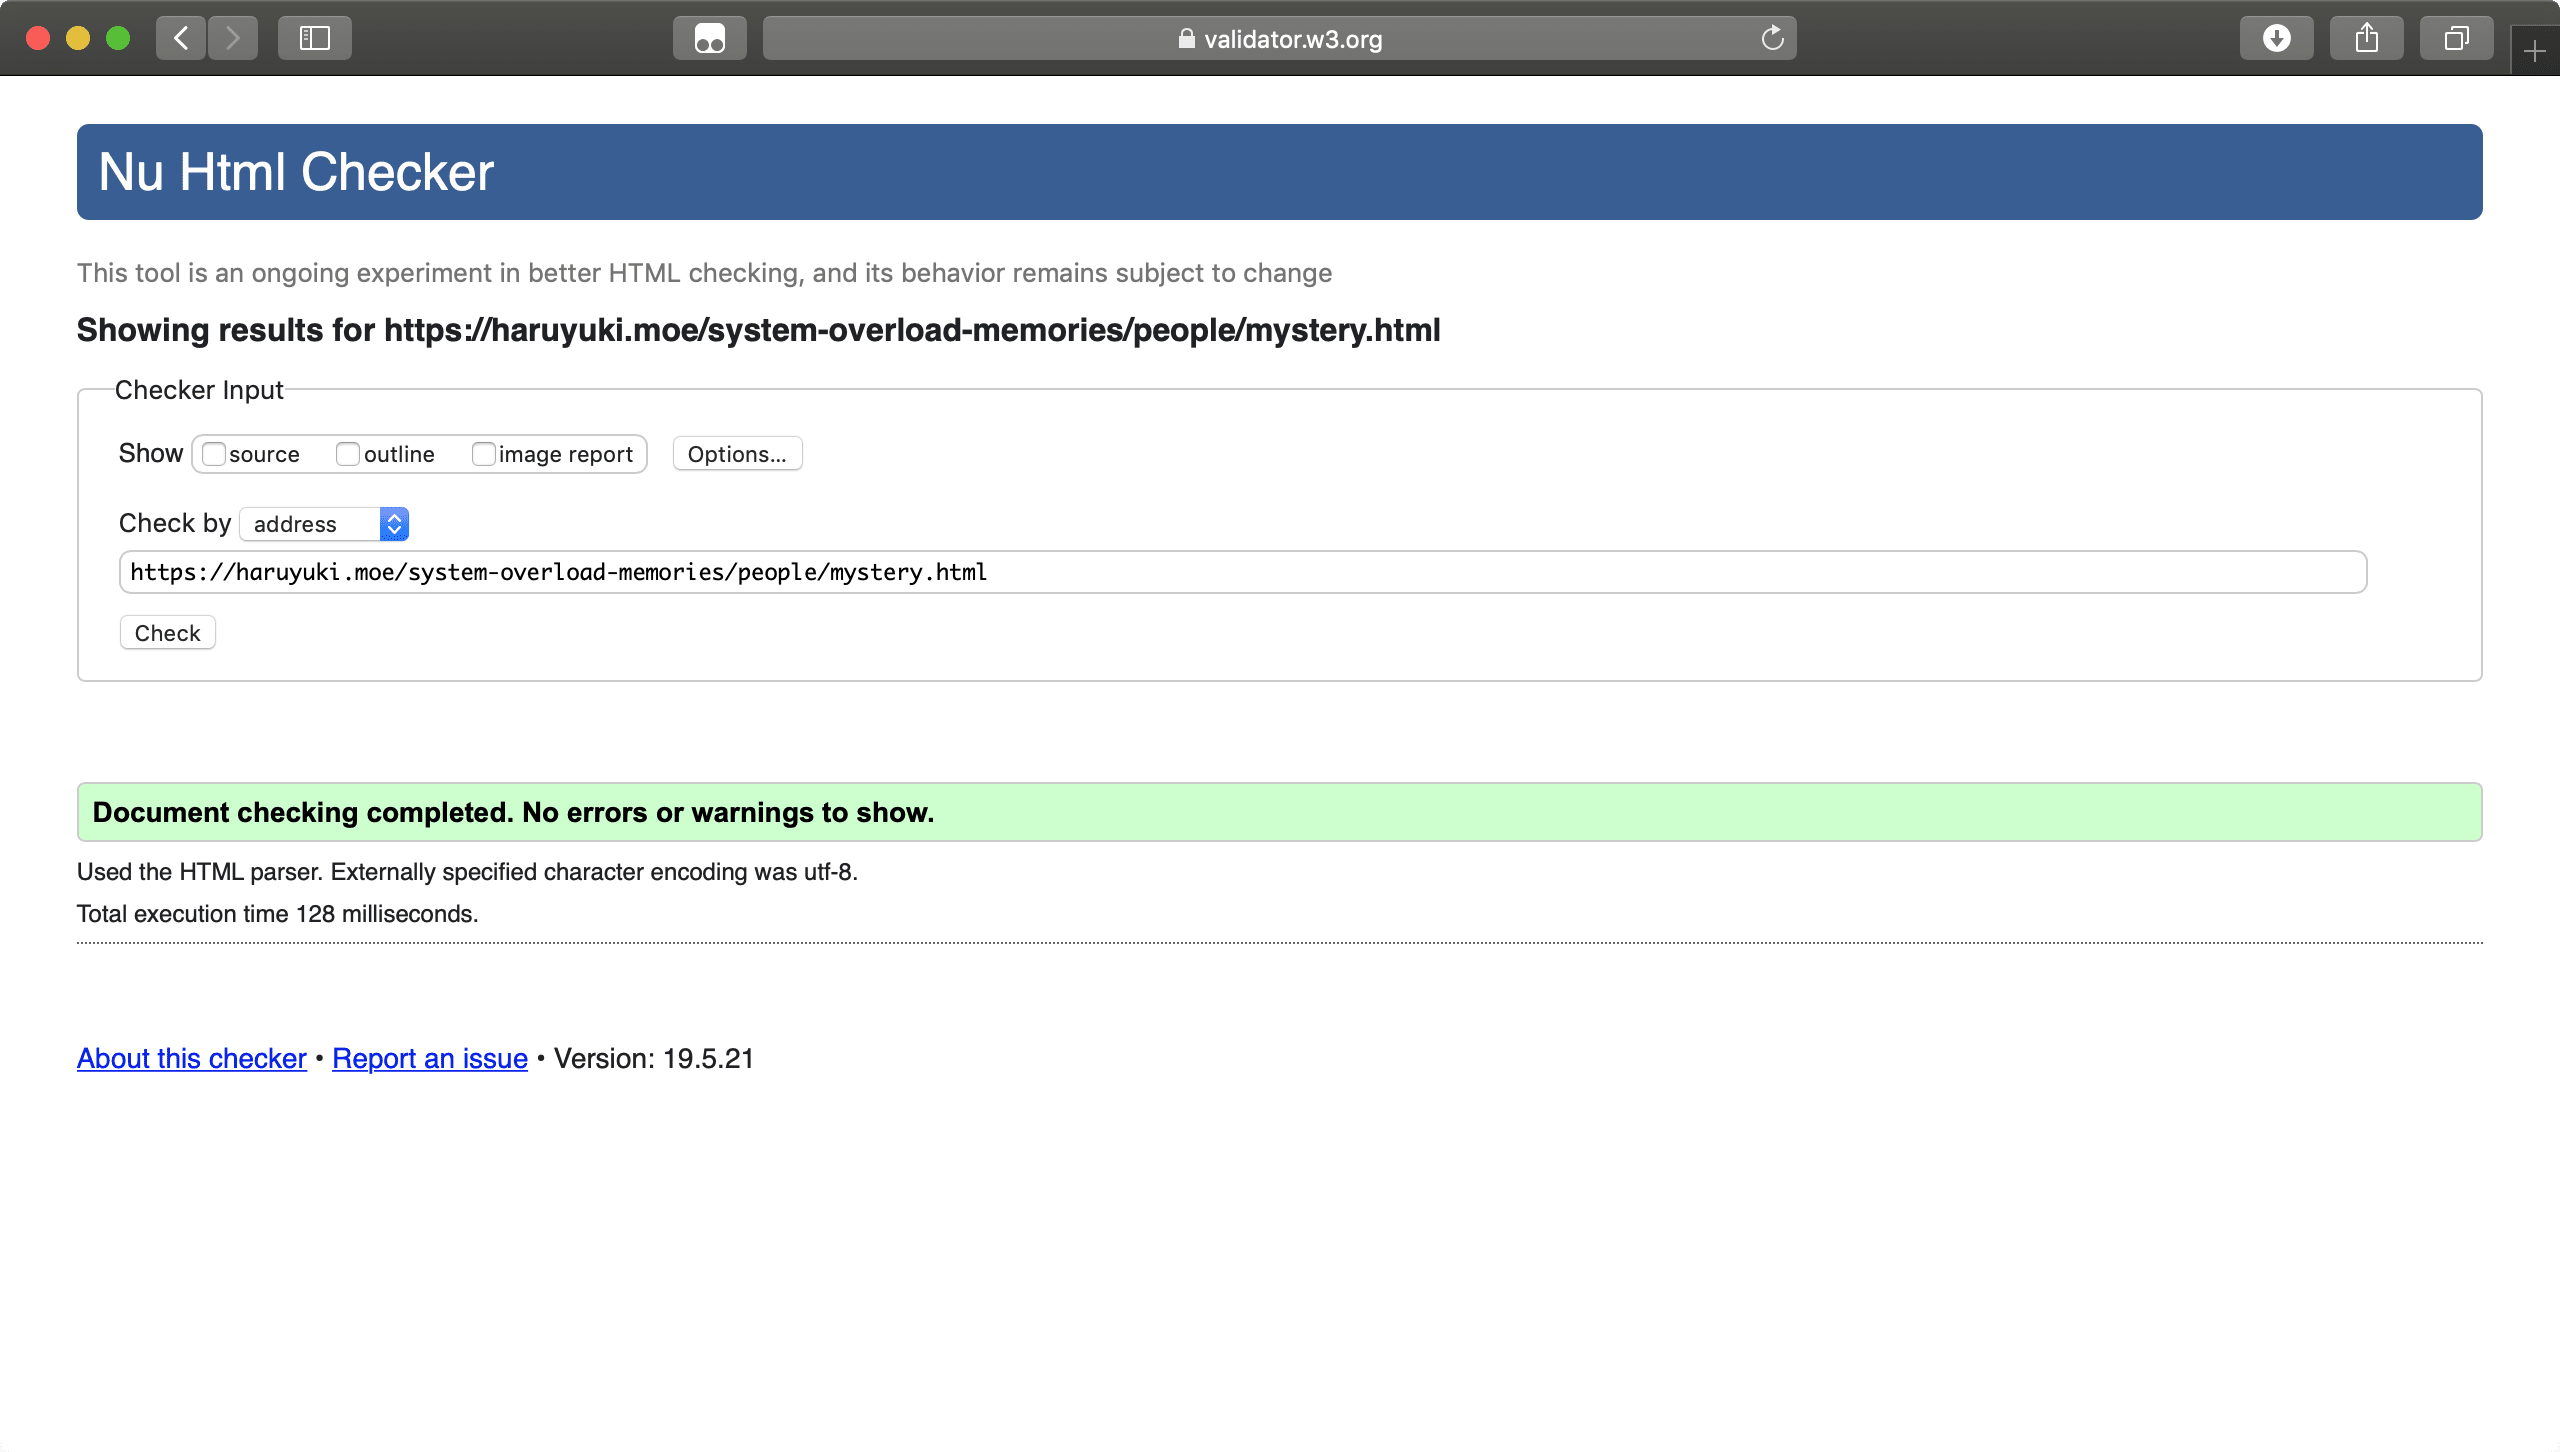 validator.w3.org
Nu Html Checker
This tool is an ongoing experiment in better HTML checking, and its behavior remains subject to change
Showing results for https://haruyuki.moe/system-overload-memories/people/mystery.html
Checker Input
Show source outline image report Options...
Check by address
https://haruyuki.moe/system-overload-memories/people/mystery.html
Check
Document checking completed. No errors or warnings to show.
Used the HTML parser. Externally specified character encoding was utf-8.
Total execution time 128 milliseconds.
About this checker • Report an issue • Version: 19.5.21